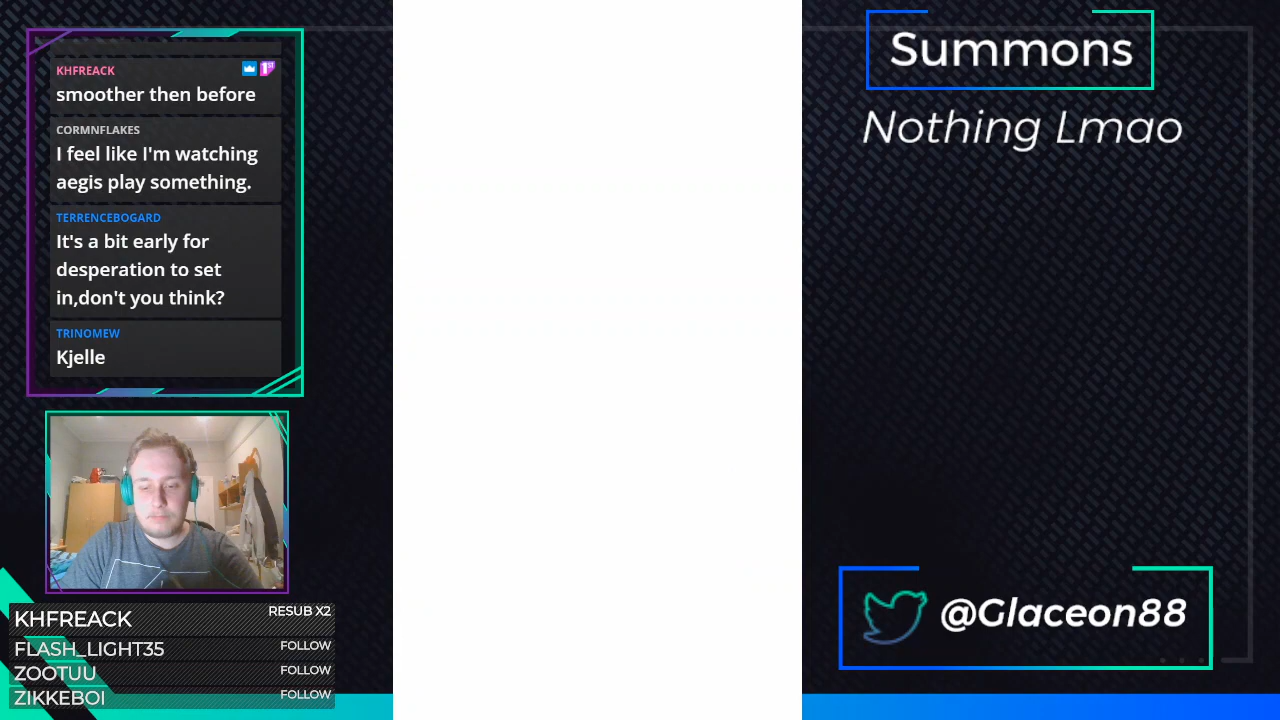 KHFREACK
smoother then before
CORMNFLAKES
I feel like I'm watching
aegis play something.
TERRENCEBOGARD
It's a bit early for
desperation to set
in,don't you think?
TRINOMEW
Kjelle
KHFREACK RESUB X2
FLASH_LIGHT35 FOLLOW
ZOOTUU FOLLOW
ZIKKEBOI FOLLOW
Summons
Nothing Lmao
@Glaceon88